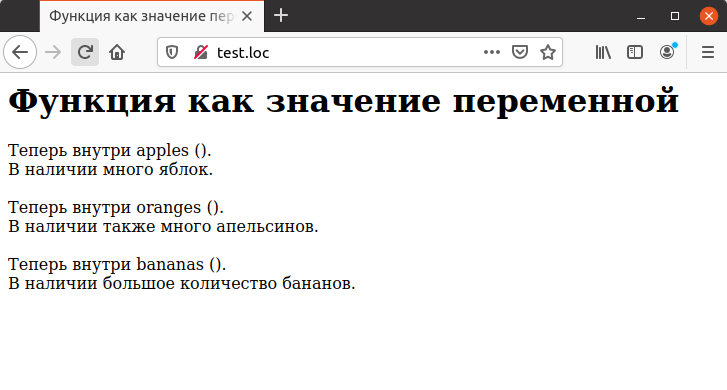 Функция как значение пер
test.loc
Функция как значение переменной
Теперь внутри apples ().
В наличии много яблок.
Теперь внутри oranges ().
В наличии также много апельсинов.
Теперь внутри bananas ().
В наличии большое количество бананов.